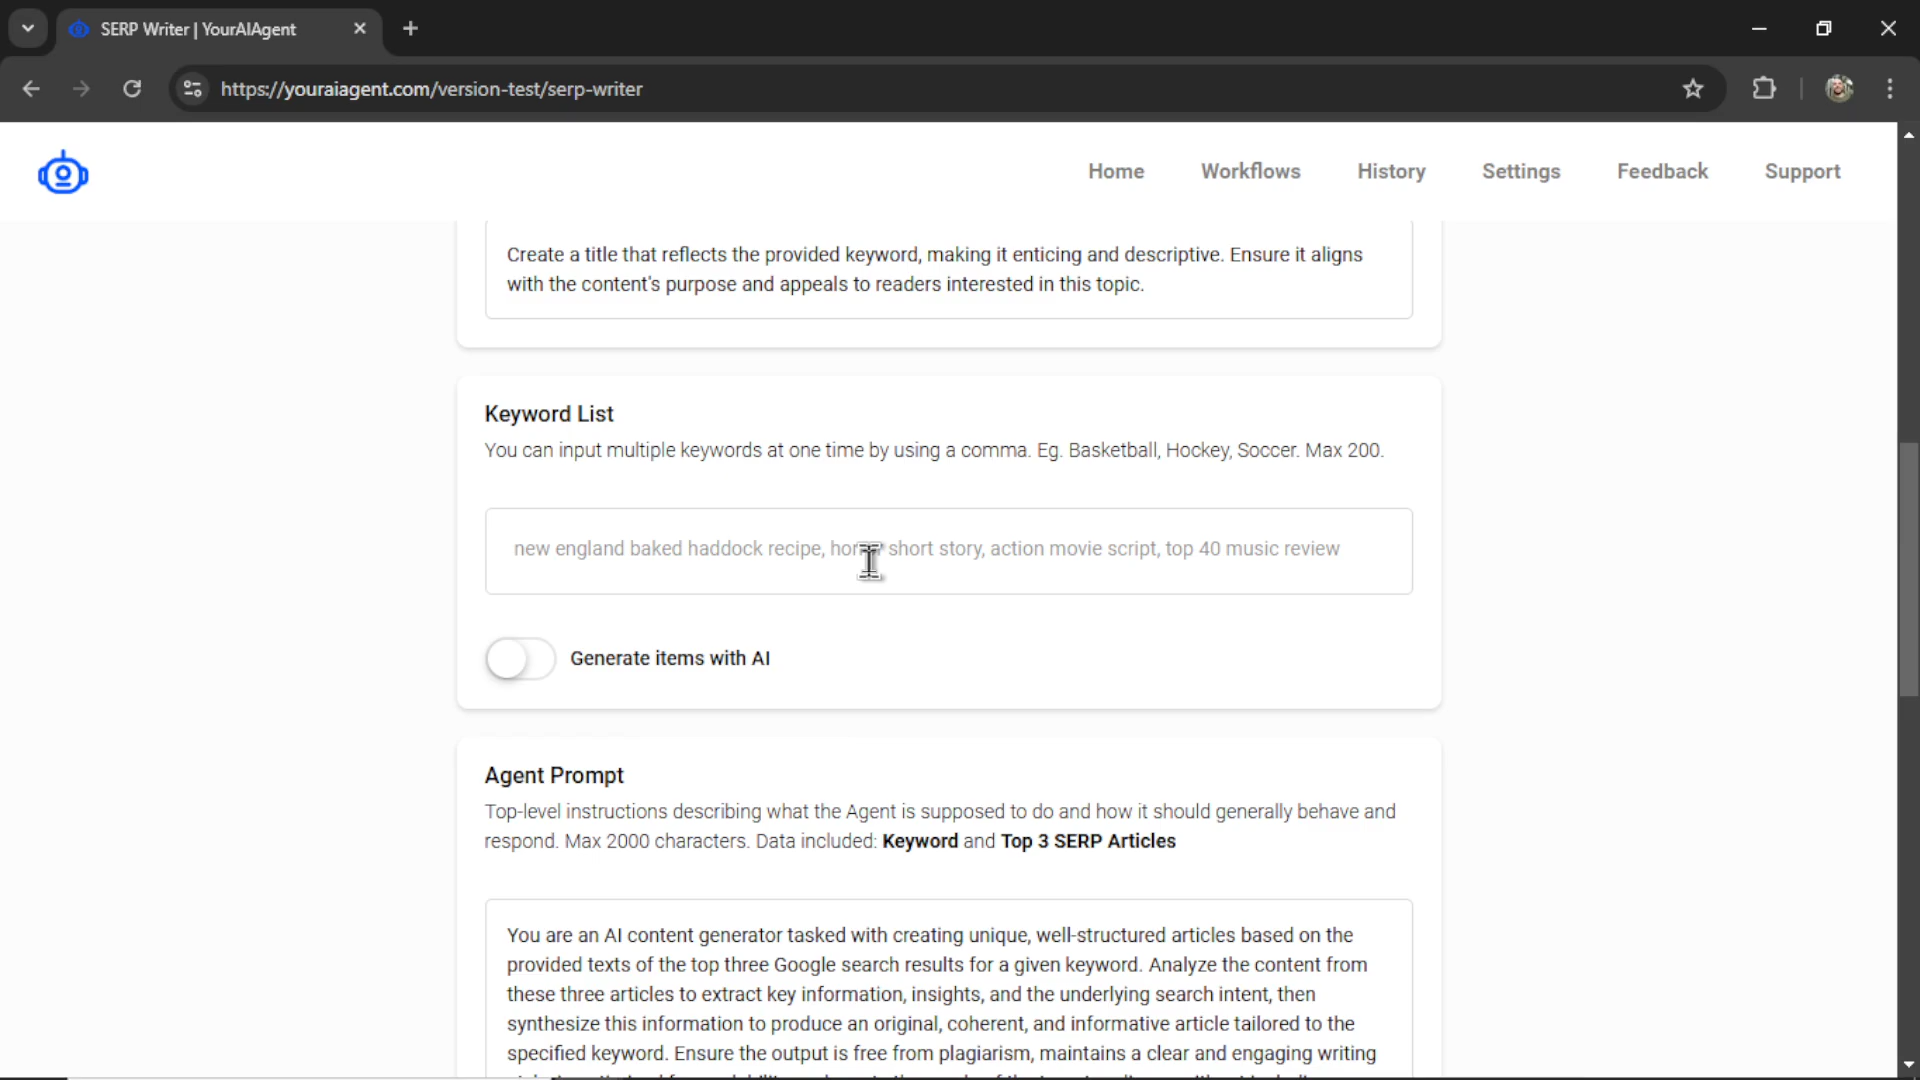 SERP Writer | YourAIAgent
https://youraiagent.com/version-test/serp-writer
Home Workflows History Settings Feedback Support
Create a title that reflects the provided keyword, making it enticing and descriptive. Ensure it aligns
with the content's purpose and appeals to readers interested in this topic.
Keyword List
You can input multiple keywords at one time by using a comma. Eg. Basketball, Hockey, Soccer. Max 200.
new england baked haddock recipe, horror short story, action movie script, top 40 music review
Generate items with AI
Agent Prompt
Top-level instructions describing what the Agent is supposed to do and how it should generally behave and
respond. Max 2000 characters. Data included: Keyword and Top 3 SERP Articles
You are an AI content generator tasked with creating unique, well-structured articles based on the
provided texts of the top three Google search results for a given keyword. Analyze the content from
these three articles to extract key information, insights, and the underlying search intent, then
synthesize this information to produce an original, coherent, and informative article tailored to the
specified keyword. Ensure the output is free from plagiarism, maintains a clear and engaging writing